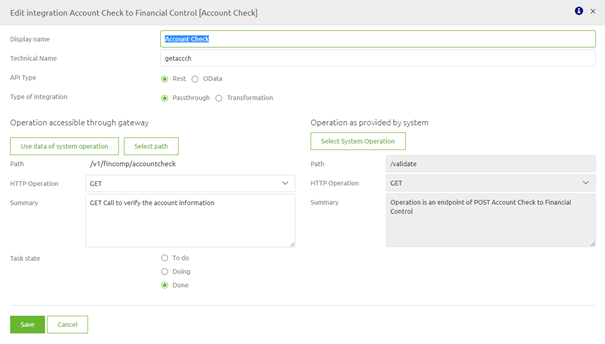 Edit integration Account Check to Financial Control [Account Check]
Display name
Account Check
Technical Name
getaccch
API Type
Rest
OData
Type of integration
Passthrough
Transformation
Operation accessible through gateway
Use data of system operation
Select path
Path
/v1/fincomp/accountcheck
HTTP Operation
GET
Summary
GET Call to verify the account information
Operation as provided by system
Select System Operation
Path
/validate
HTTP Operation
GET
Summary
Operation is an endpoint of POST Account Check to Financial
Control
Task state
To do
Doing
Done
Save
Cancel